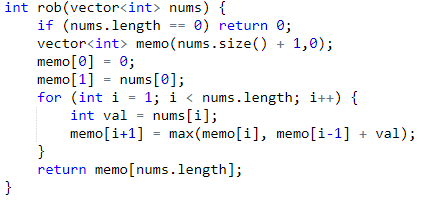 int rob(vector<int> nums) {
    if (nums.length == 0) return 0;
    vector<int> memo(nums.size() + 1,0);
    memo[0] = 0;
    memo[1] = nums[0];
    for (int i = 1; i < nums.length; i++) {
        int val = nums[i];
        memo[i+1] = max(memo[i], memo[i-1] + val);
    }
    return memo[nums.length];
}